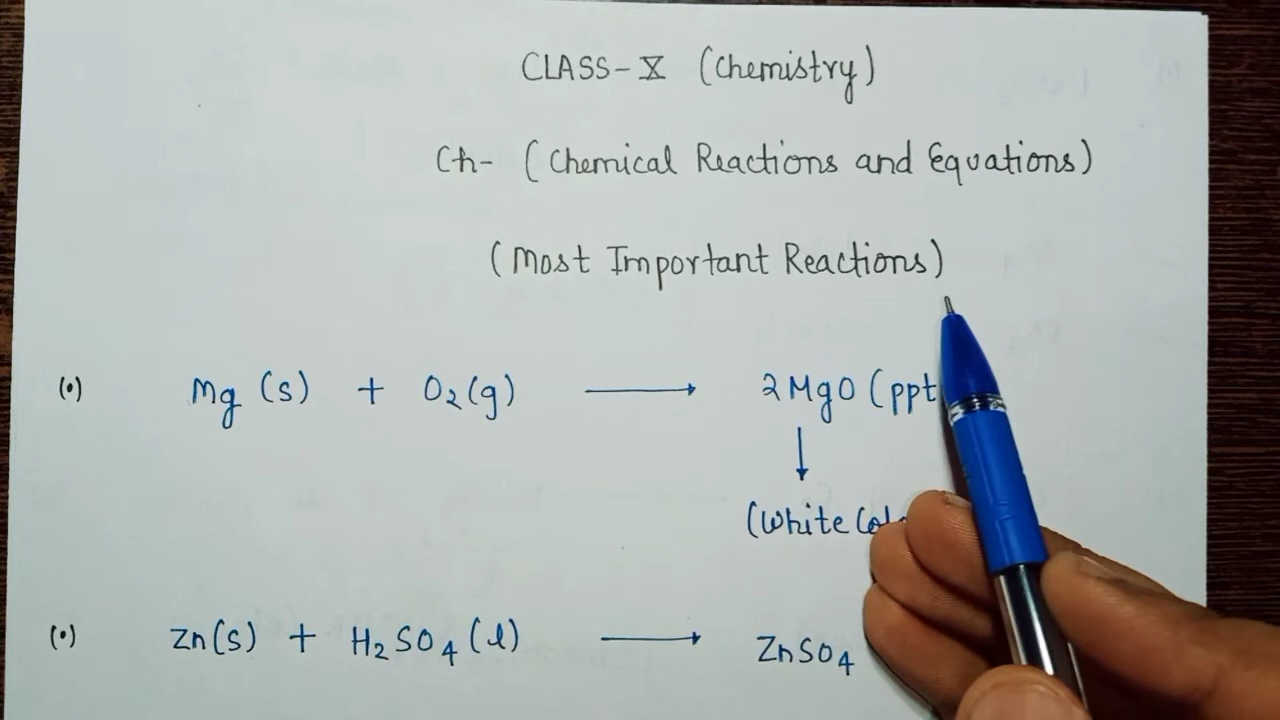 CLASS-X (Chemistry)
Ch- (Chemical Reactions and Equations)
(Most Important Reactions)
(•) Mg (s) + O2(g) → 2MgO (ppt
↓
(White
(•) Zn(s) + H2SO4(l) → ZnSO4